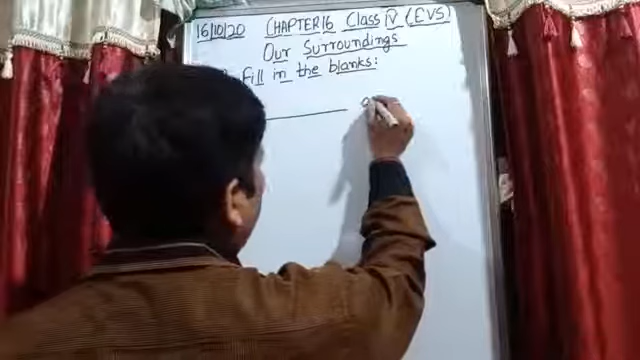 16/10/20 CHAPTER 16 Class IV (EVS)
Our Surroundings
Fill in the blanks: